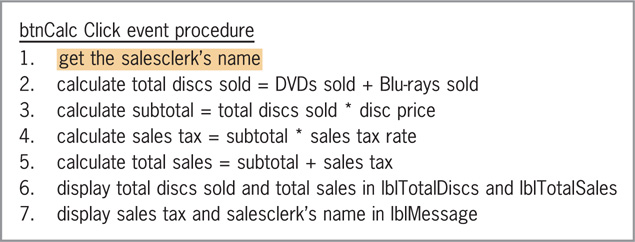 btnCalc Click event procedure
1. get the salesclerk's name
2. calculate total discs sold = DVDs sold + Blu-rays sold
3. calculate subtotal = total discs sold * disc price
4. calculate sales tax = subtotal * sales tax rate
5. calculate total sales = subtotal + sales tax
6. display total discs sold and total sales in lblTotalDiscs and lblTotalSales
7. display sales tax and salesclerk's name in lblMessage